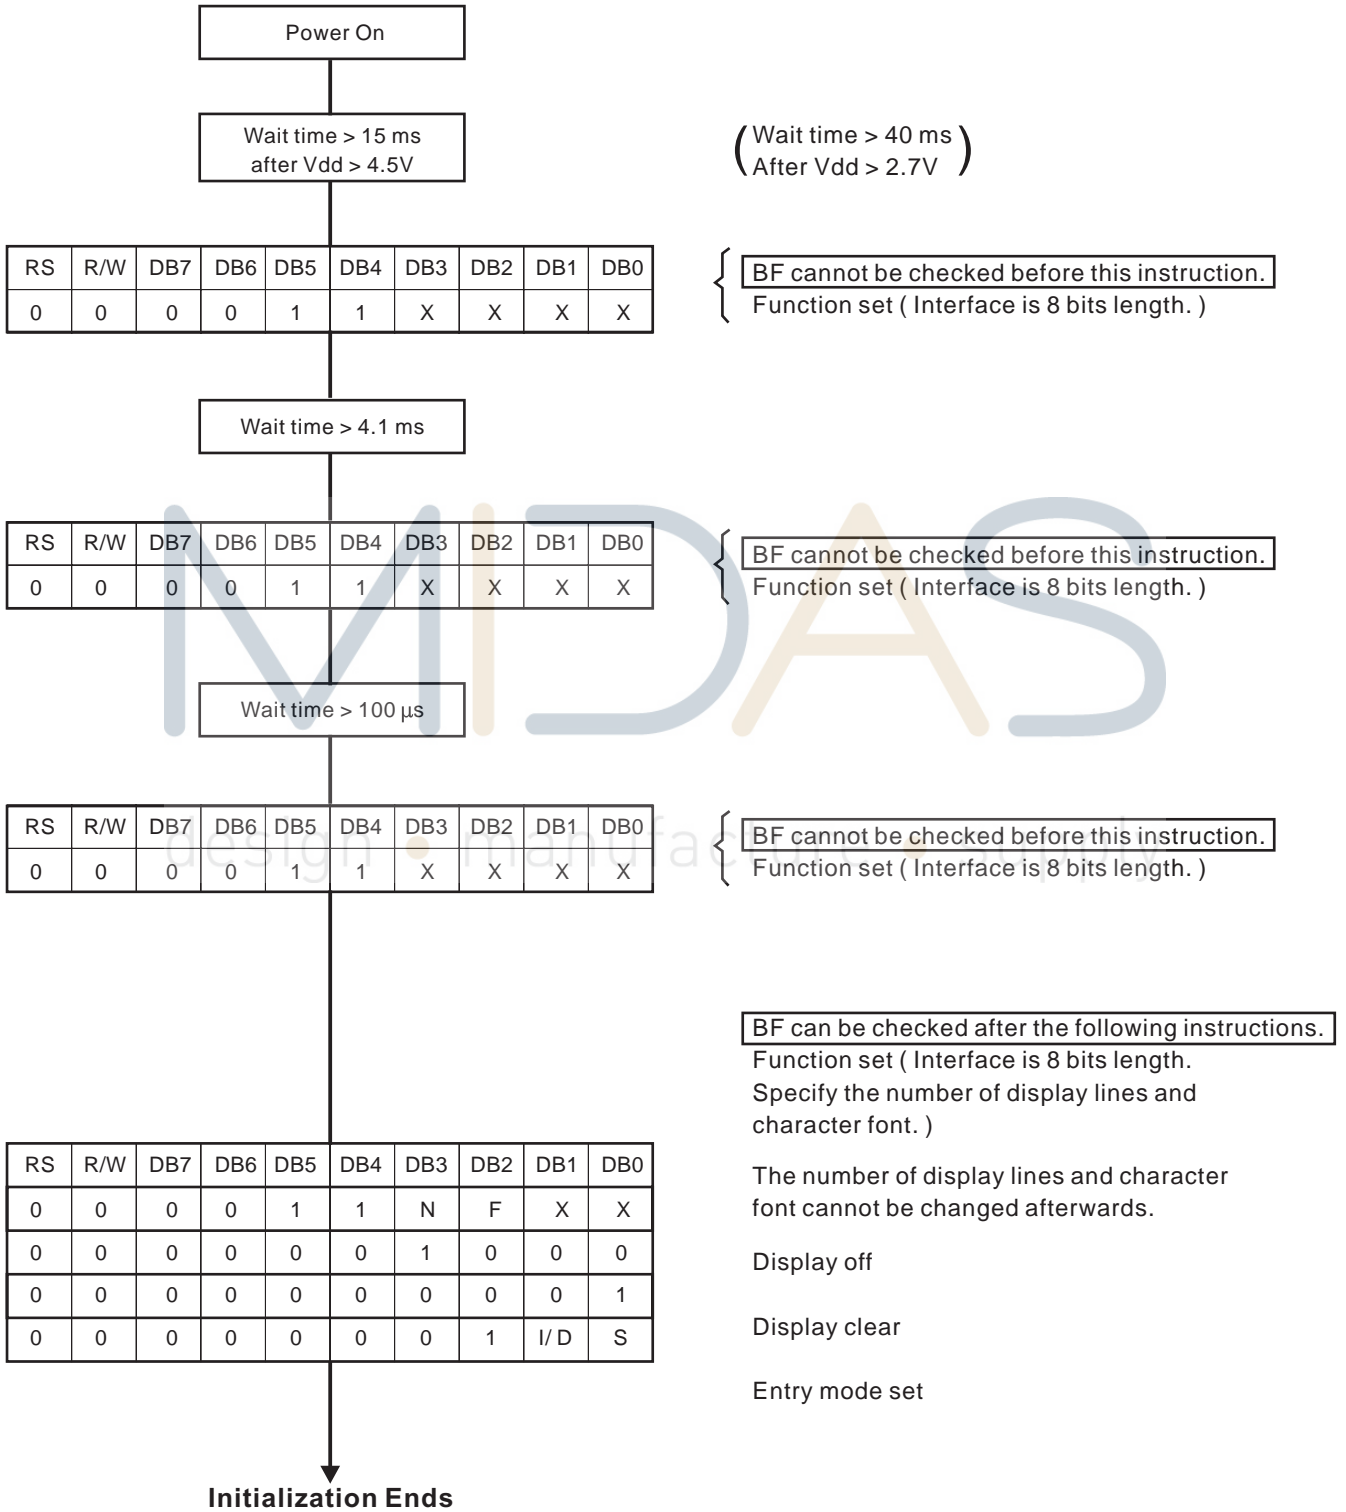 Power On
Wait time > 15 ms
after Vdd > 4.5V
(Wait time > 40 ms
After Vdd > 2.7V)
RS R/W DB7 DB6 DB5 DB4 DB3 DB2 DB1 DB0
0 0 0 0 1 1 X X X X
BF cannot be checked before this instruction.
Function set ( Interface is 8 bits length. )
Wait time > 4.1 ms
RS R/W DB7 DB6 DB5 DB4 DB3 DB2 DB1 DB0
0 0 0 0 1 1 X X X X
BF cannot be checked before this instruction.
Function set ( Interface is 8 bits length. )
MIDAS
Wait time > 100 µs
RS R/W DB7 DB6 DB5 DB4 DB3 DB2 DB1 DB0
0 0 0 0 1 1 X X X X
BF cannot be checked before this instruction.
Function set ( Interface is 8 bits length. )
design • manufacture • supply
BF can be checked after the following instructions.
Function set ( Interface is 8 bits length.
Specify the number of display lines and
character font. )
RS R/W DB7 DB6 DB5 DB4 DB3 DB2 DB1 DB0
0 0 0 0 1 1 N F X X
0 0 0 0 0 0 1 0 0 0
0 0 0 0 0 0 0 0 0 1
0 0 0 0 0 0 0 1 I/D S
The number of display lines and character
font cannot be changed afterwards.
Display off
Display clear
Entry mode set
Initialization Ends